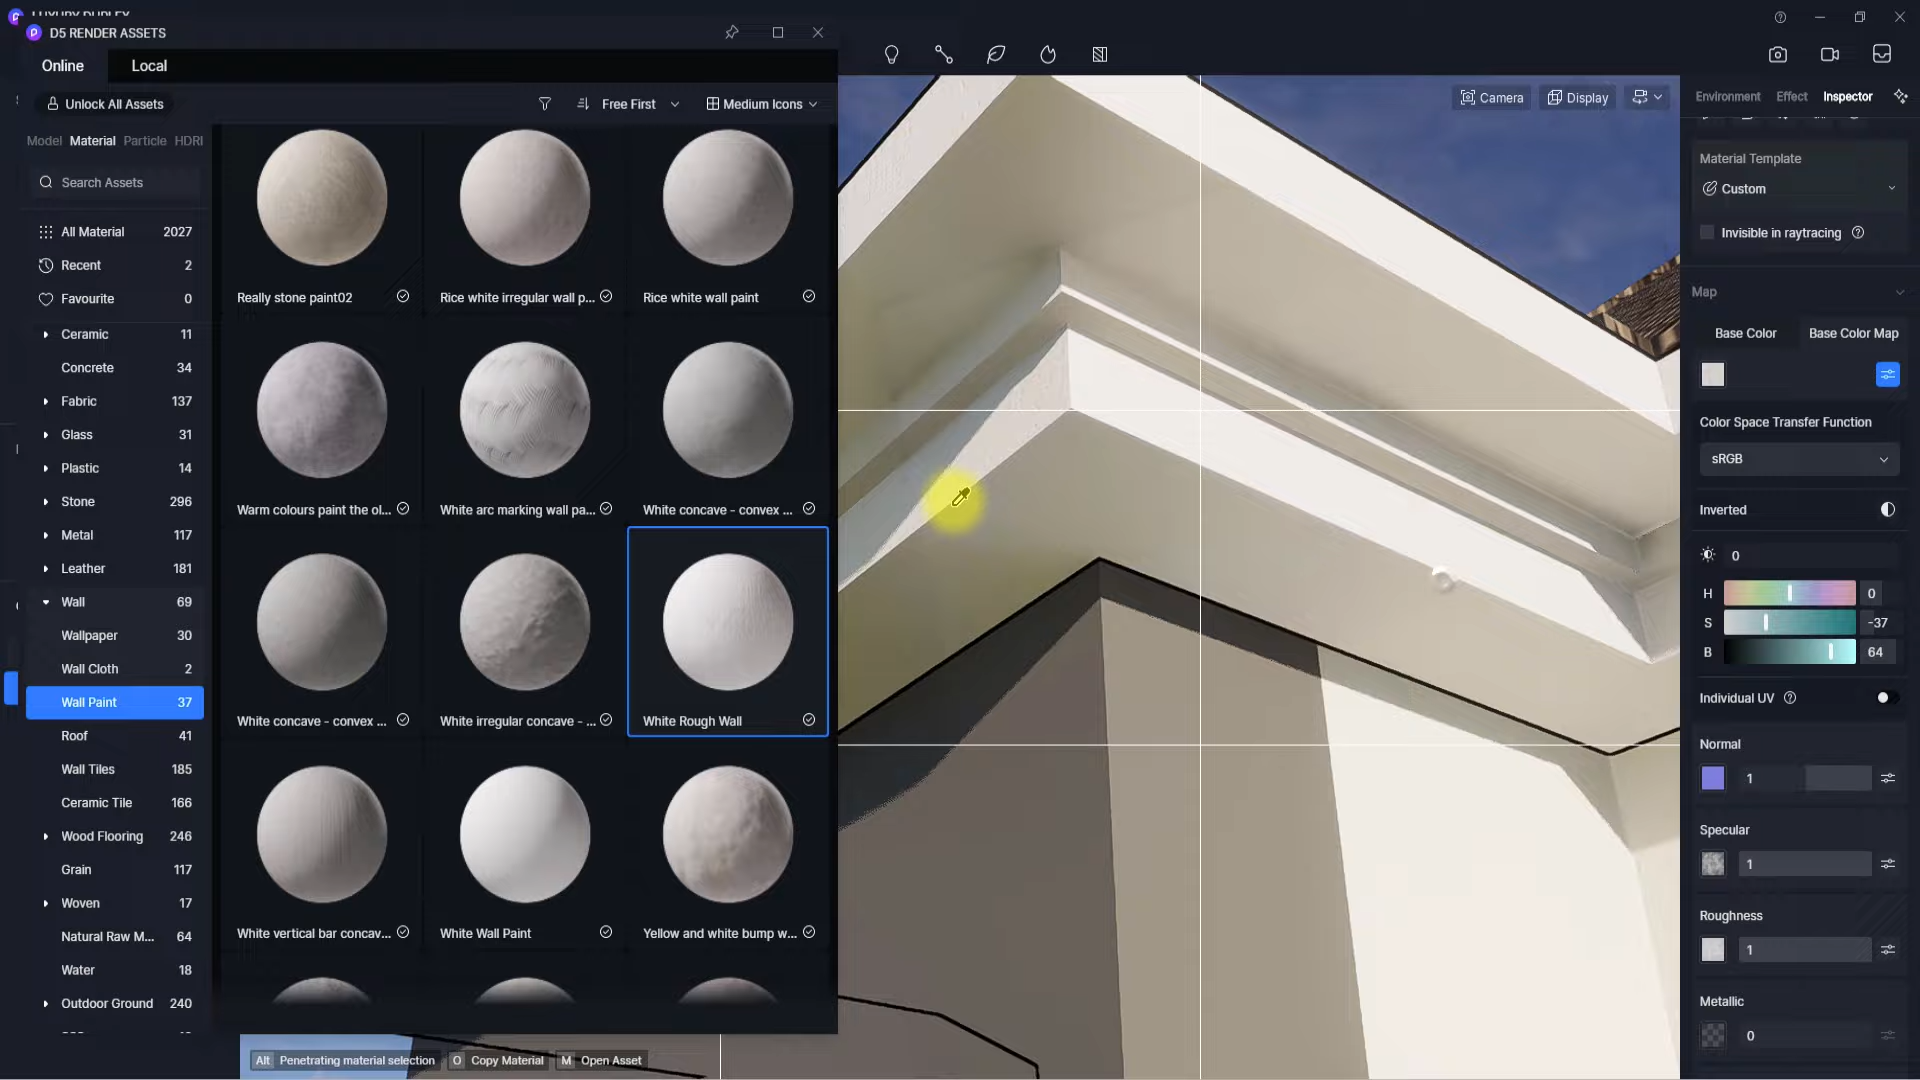 D5 RENDER ASSETS
Online
Local
Unlock All Assets
Free First
Medium Icons
Model
Material
Particle
HDRI
Search Assets
All Material 2027
Recent 2
Favourite 0
Ceramic 11
Concrete 34
Fabric 137
Glass 31
Plastic 14
Stone 296
Metal 117
Leather 181
Wall 69
Wallpaper 30
Wall Cloth 2
Wall Paint 37
Roof 41
Wall Tiles 185
Ceramic Tile 166
Wood Flooring 246
Grain 117
Woven 17
Natural Raw M... 64
Water 18
Outdoor Ground 240
Really stone paint02
Rice white irregular wall p...
Rice white wall paint
Warm colours paint the ol...
White arc marking wall pa...
White concave - convex ...
White concave - convex ...
White irregular concave - ...
White Rough Wall
White vertical bar concav...
White Wall Paint
Yellow and white bump w...
Alt Penetrating material selection
O Copy Material
M Open Asset
Camera
Display
Environment
Effect
Inspector
Material Template
Custom
Invisible in raytracing
Map
Base Color
Base Color Map
Color Space Transfer Function
sRGB
Inverted
0
H 0
S -37
B 64
Individual UV
Normal
1
Specular
1
Roughness
1
Metallic
0